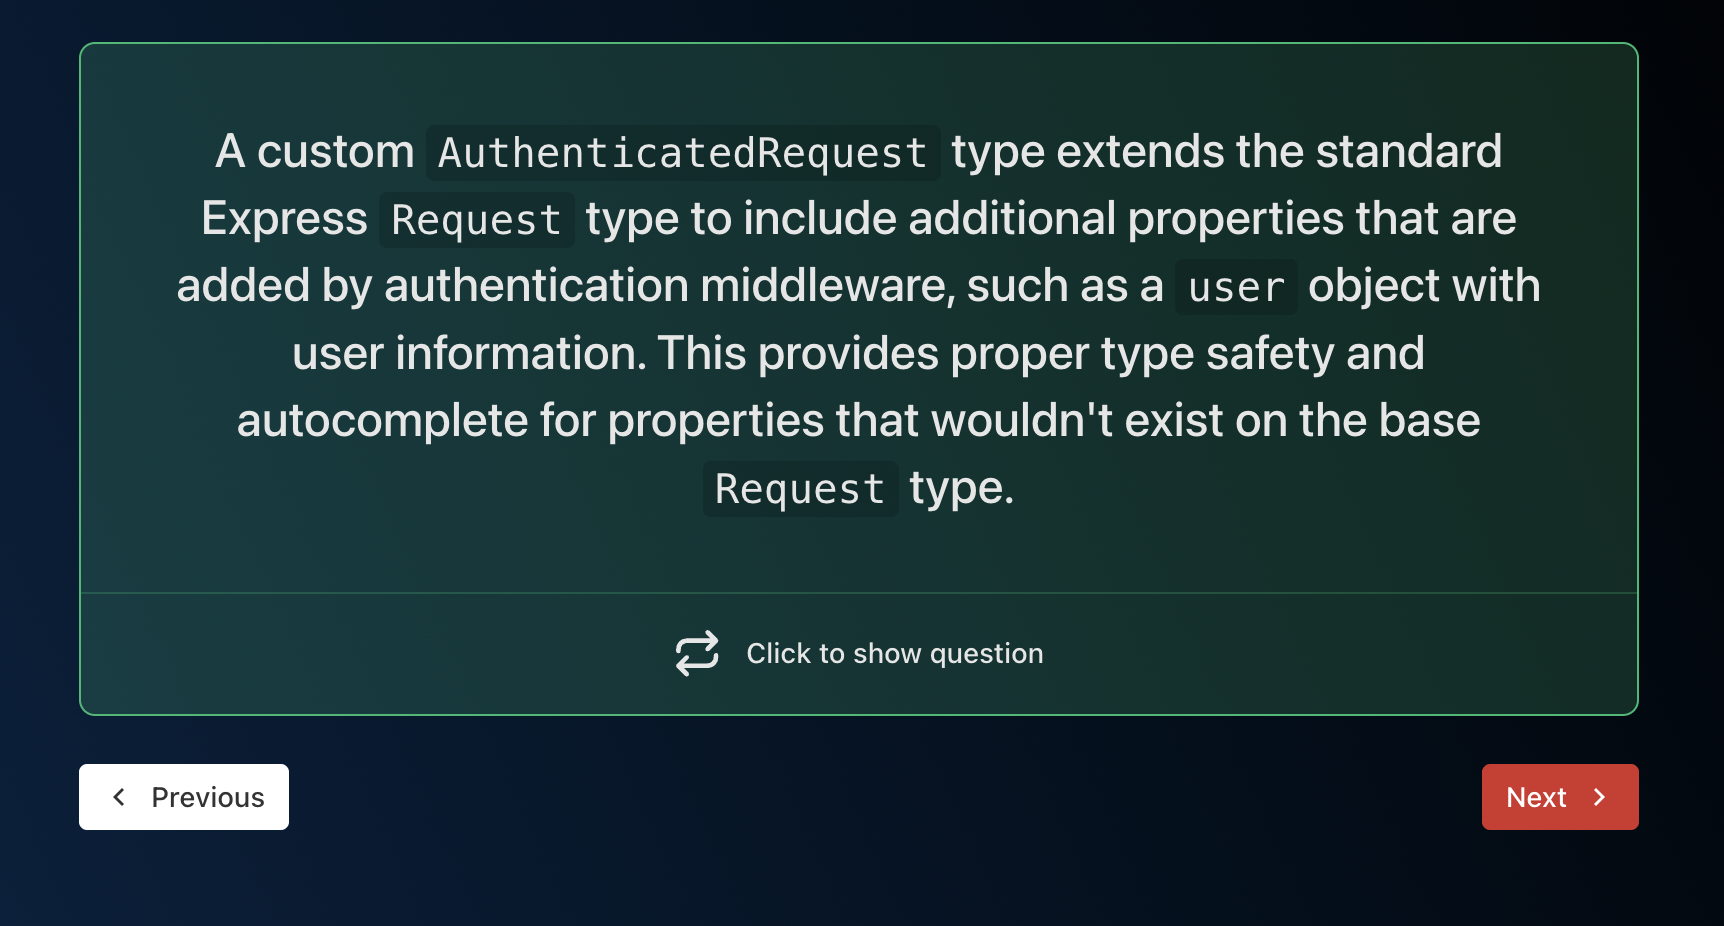 A custom AuthenticatedRequest type extends the standard
Express Request type to include additional properties that are
added by authentication middleware, such as a user object with
user information. This provides proper type safety and
autocomplete for properties that wouldn't exist on the base
Request type.
Click to show question
Previous
Next